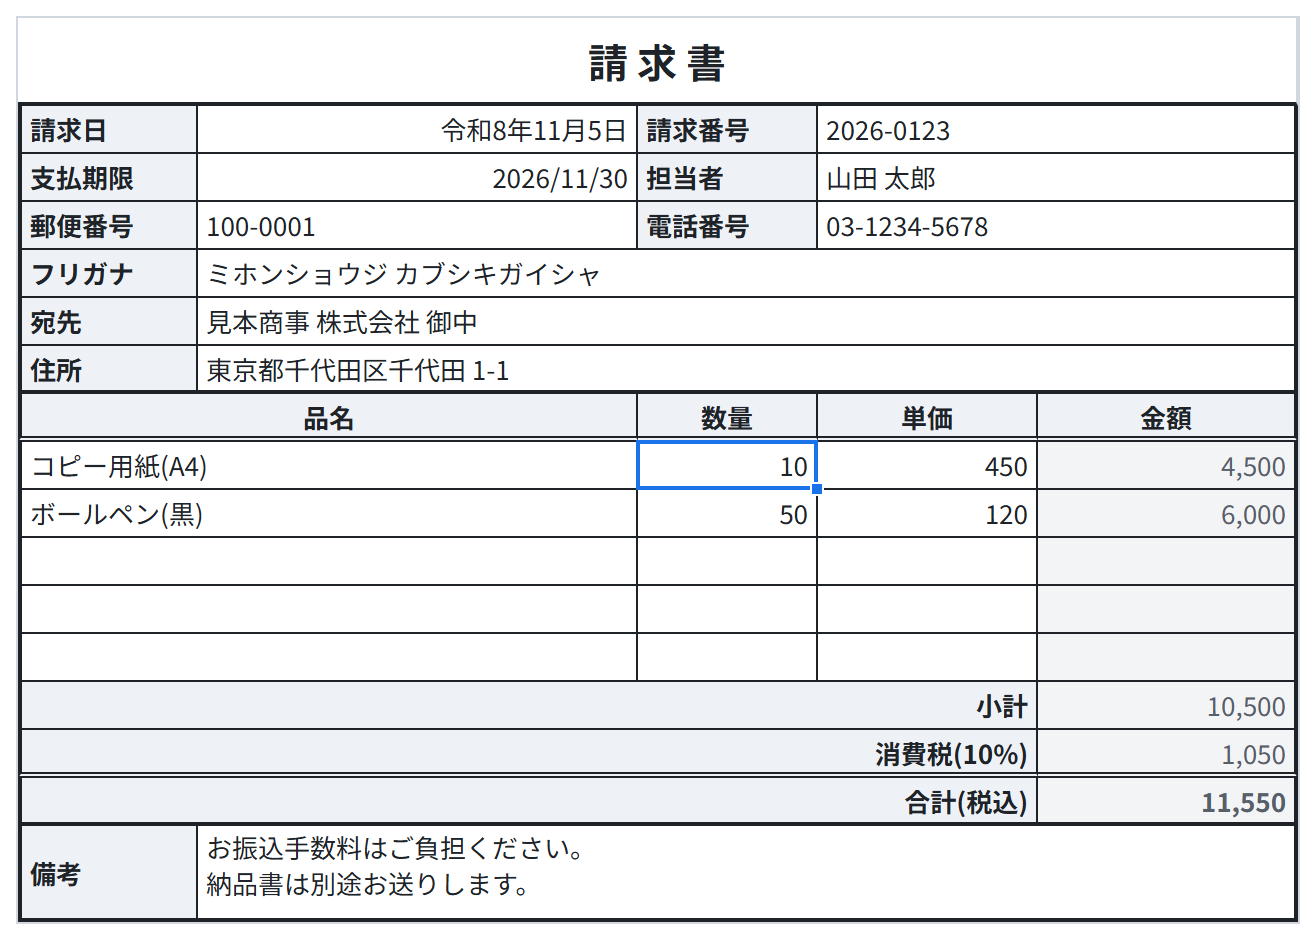 請求書
請求日 令和8年11月5日 請求番号 2026-0123
支払期限 2026/11/30 担当者 山田 太郎
郵便番号 100-0001 電話番号 03-1234-5678
フリガナ ミホンショウジ カブシキガイシャ
宛先 見本商事 株式会社 御中
住所 東京都千代田区千代田 1-1
品名 数量 単価 金額
コピー用紙(A4) 10 450 4,500
ボールペン(黒) 50 120 6,000
小計 10,500
消費税(10%) 1,050
合計(税込) 11,550
備考 お振込手数料はご負担ください。
納品書は別途お送りします。